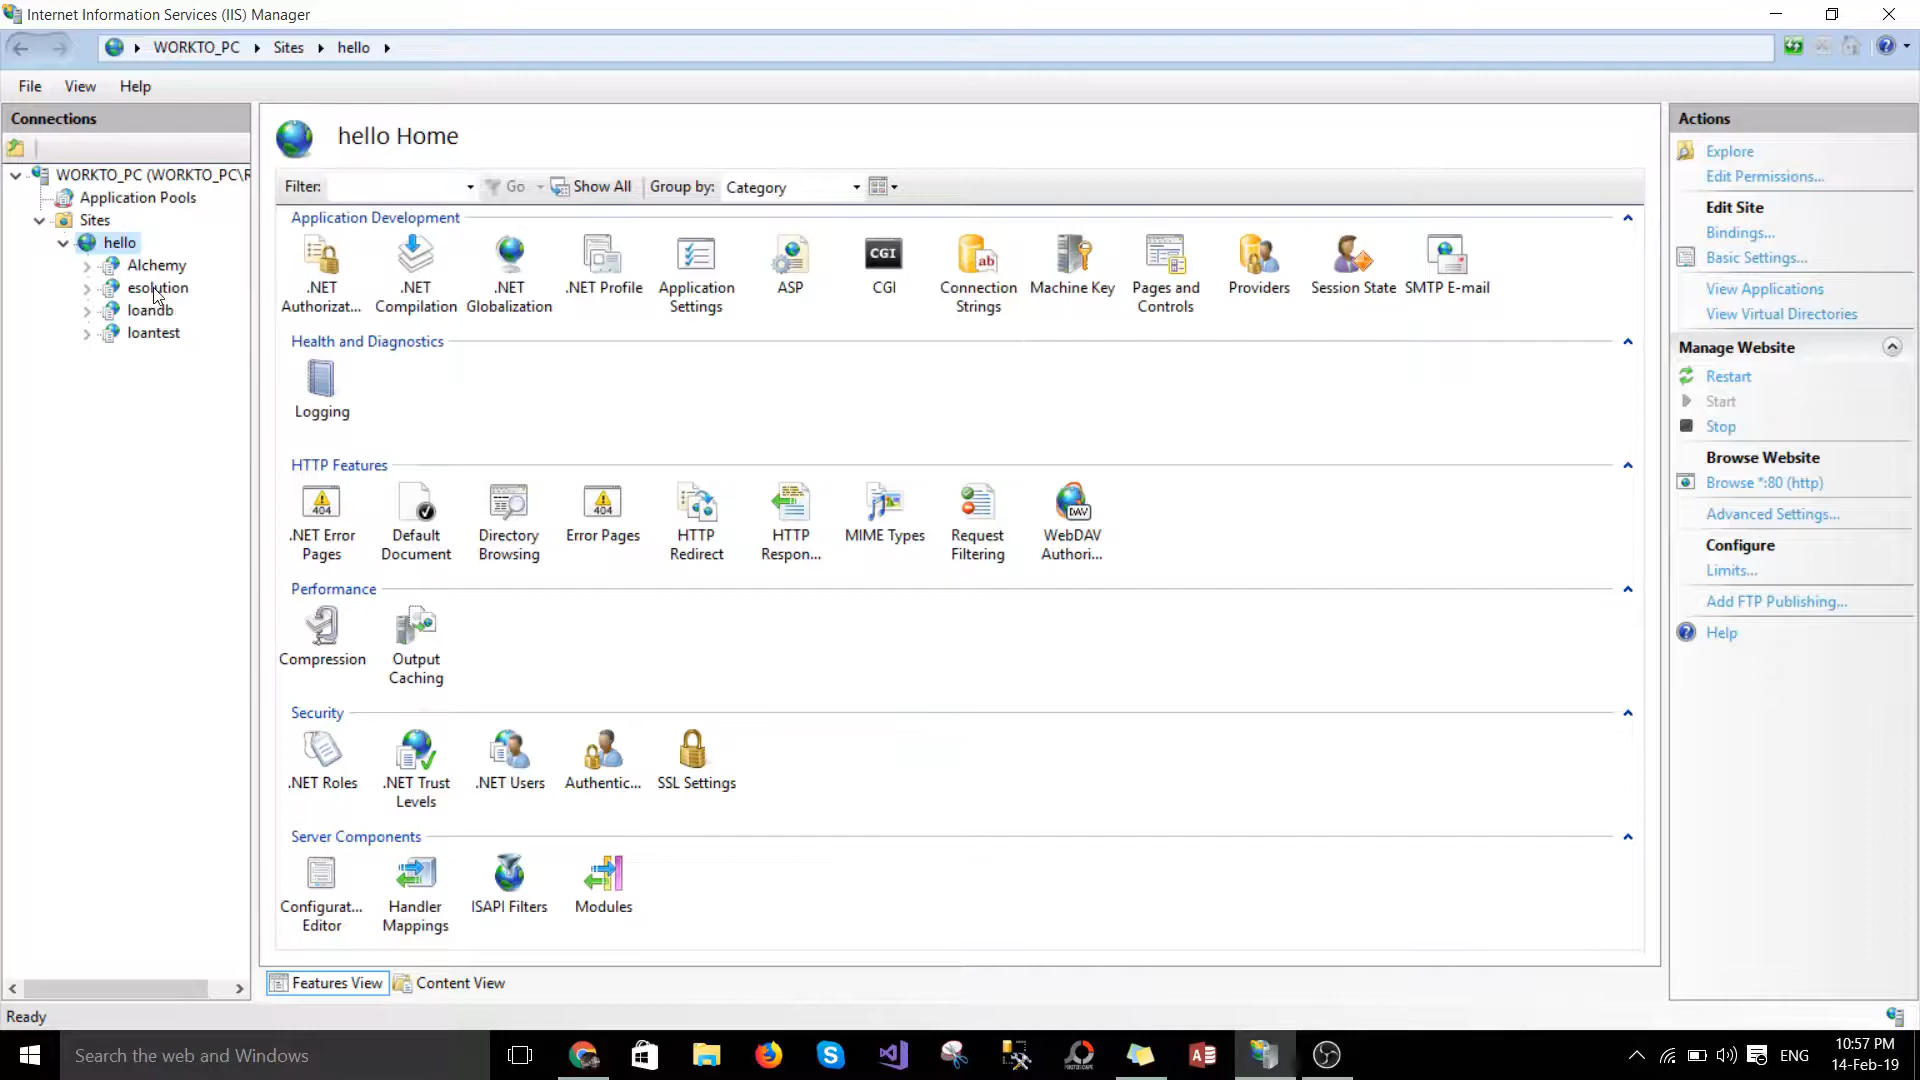 Internet Information Services (IIS) Manager
WORKTO_PC Sites hello
File View Help
Connections
WORKTO_PC (WORKTO_PC\R
Application Pools
Sites
hello
Alchemy
esolution
loandb
loantest
hello Home
Filter: Go Show All Group by: Category
Application Development
.NET Authorizat...
.NET Compilation
.NET Globalization
.NET Profile
Application Settings
ASP
CGI
CGI
Connection Strings
Machine Key
Pages and Controls
Providers
Session State
SMTP E-mail
Health and Diagnostics
Logging
HTTP Features
404
.NET Error Pages
Default Document
Directory Browsing
404
Error Pages
HTTP Redirect
HTTP Respon...
MIME Types
Request Filtering
DAV
WebDAV Authori...
Performance
Compression
Output Caching
Security
.NET Roles
.NET Trust Levels
.NET Users
Authentic...
SSL Settings
Server Components
Configurat... Editor
Handler Mappings
ISAPI Filters
Modules
Features View Content View
Actions
Explore
Edit Permissions...
Edit Site
Bindings...
Basic Settings...
View Applications
View Virtual Directories
Manage Website
Restart
Start
Stop
Browse Website
Browse *:80 (http)
Advanced Settings...
Configure
Limits...
Add FTP Publishing...
Help
Ready
Search the web and Windows
ENG
10:57 PM
14-Feb-19